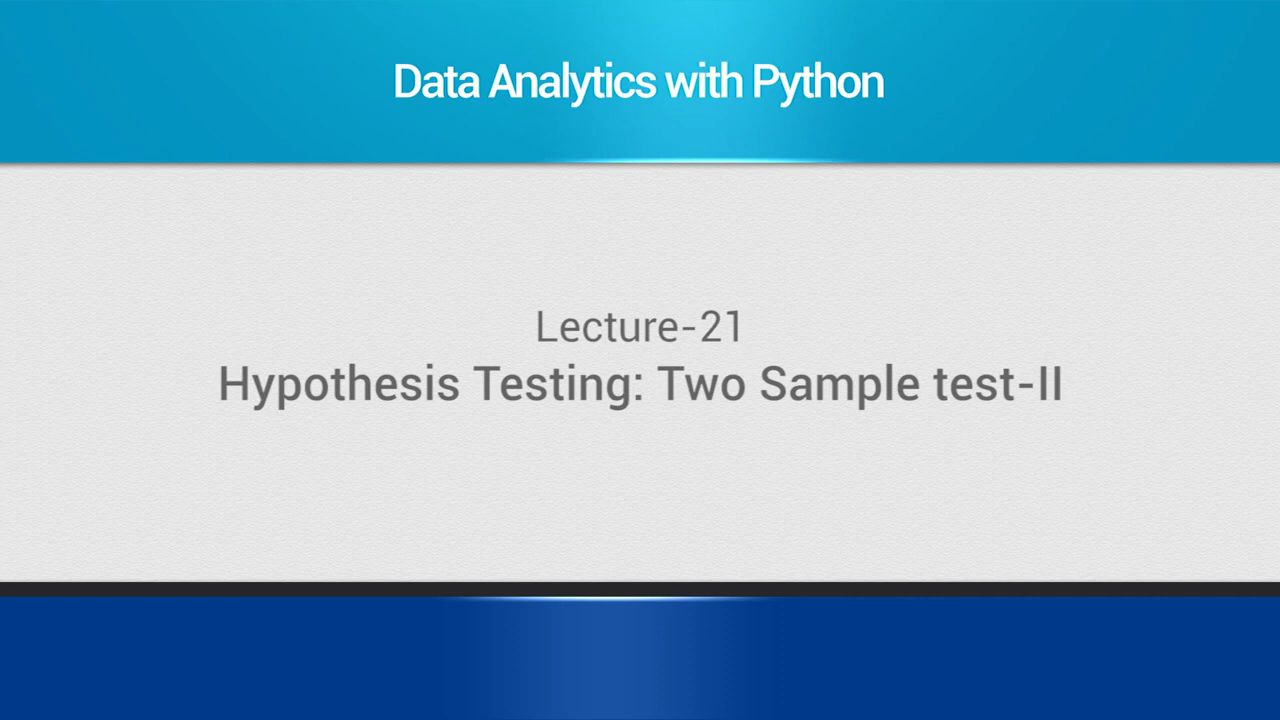 Data Analytics with Python
Lecture-21
Hypothesis Testing: Two Sample test-II